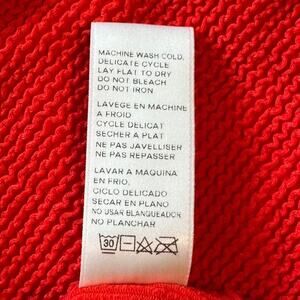 MACHINE WASH COLD,
DELICATE CYCLE
LAY FLAT TO DRY
DO NOT BLEACH
DO NOT IRON
LAVEGE EN MACHINE
A FROID
CYCLE DELICAT
SECHER A PLAT
NE PAS JAVELLISER
NE PAS REPASSER
LAVAR A MAQUINA
EN FRIO,
CICLO DELICADO
SECAR EN PLANO
NO USAR BLANQUEADOR
NO PLANCHAR
30